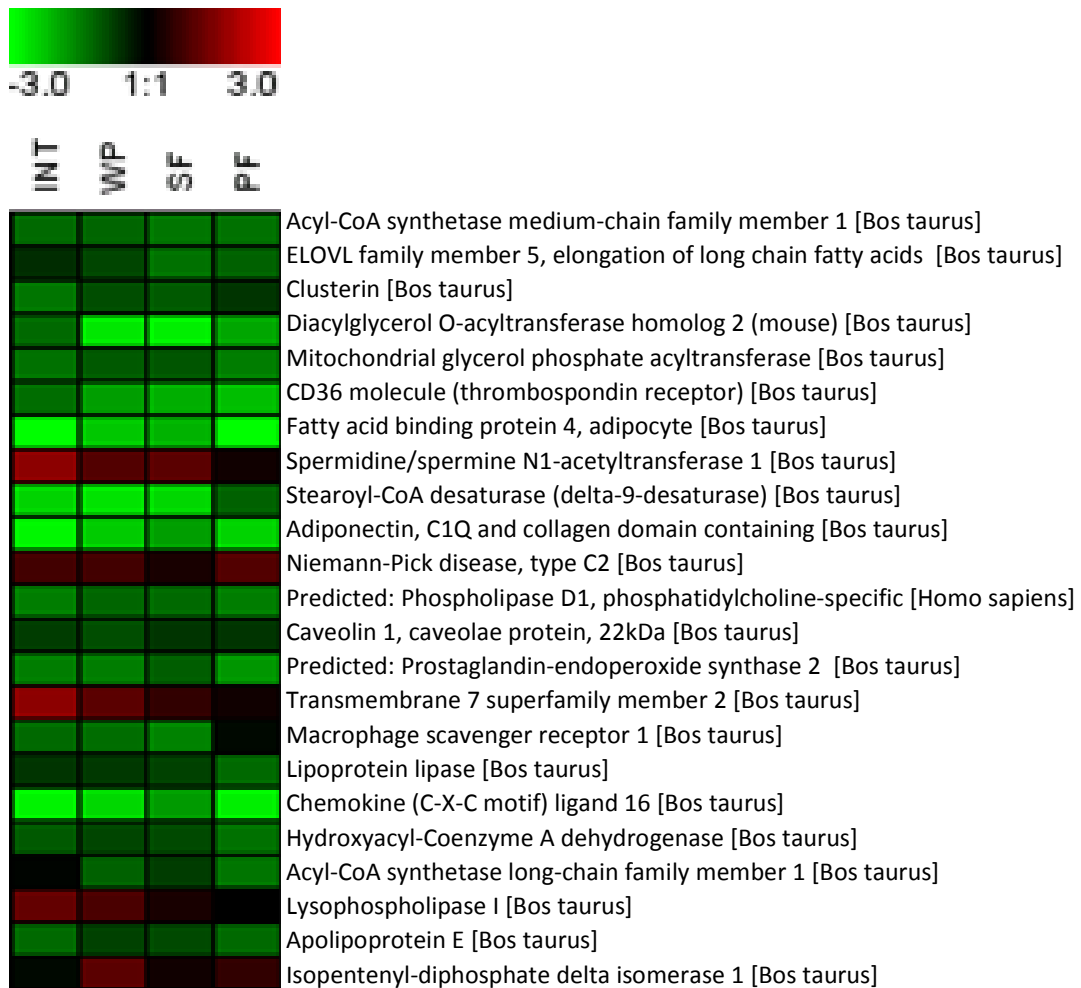 -3.0 1:1 3.0
INT WP SF PF
Acyl-CoA synthetase medium-chain family member 1 [Bos taurus]
ELOVL family member 5, elongation of long chain fatty acids [Bos taurus]
Clusterin [Bos taurus]
Diacylglycerol O-acyltransferase homolog 2 (mouse) [Bos taurus]
Mitochondrial glycerol phosphate acyltransferase [Bos taurus]
CD36 molecule (thrombospondin receptor) [Bos taurus]
Fatty acid binding protein 4, adipocyte [Bos taurus]
Spermidine/spermine N1-acetyltransferase 1 [Bos taurus]
Stearoyl-CoA desaturase (delta-9-desaturase) [Bos taurus]
Adiponectin, C1Q and collagen domain containing [Bos taurus]
Niemann-Pick disease, type C2 [Bos taurus]
Predicted: Phospholipase D1, phosphatidylcholine-specific [Homo sapiens]
Caveolin 1, caveolae protein, 22kDa [Bos taurus]
Predicted: Prostaglandin-endoperoxide synthase 2 [Bos taurus]
Transmembrane 7 superfamily member 2 [Bos taurus]
Macrophage scavenger receptor 1 [Bos taurus]
Lipoprotein lipase [Bos taurus]
Chemokine (C-X-C motif) ligand 16 [Bos taurus]
Hydroxyacyl-Coenzyme A dehydrogenase [Bos taurus]
Acyl-CoA synthetase long-chain family member 1 [Bos taurus]
Lysophospholipase I [Bos taurus]
Apolipoprotein E [Bos taurus]
Isopentenyl-diphosphate delta isomerase 1 [Bos taurus]